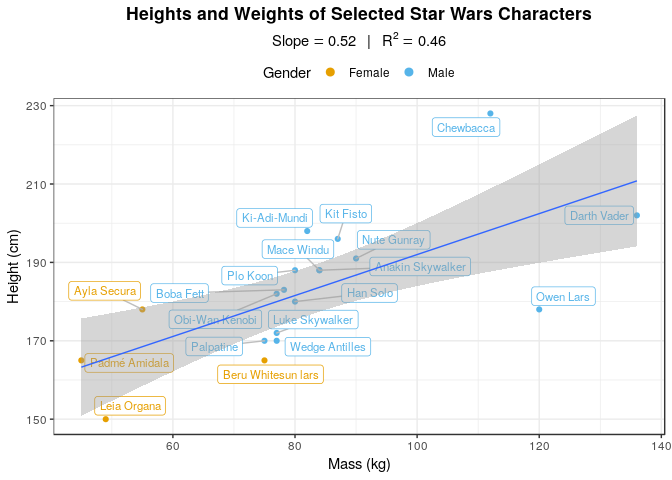 Heights and Weights of Selected Star Wars Characters
Slope = 0.52 | R² = 0.46
Gender Female Male
230
Chewbacca
210
Ki-Adi-Mundi Kit Fisto
Darth Vader
Mace Windu Nute Gunray
190
Plo Koon Anakin Skywalker
Ayla Secura Boba Fett Han Solo Owen Lars
Obi-Wan Kenobi Luke Skywalker
170
Palpatine Wedge Antilles
Padmé Amidala
Beru Whitesun lars
Leia Organa
150
Height (cm)
60 80 100 120 140
Mass (kg)